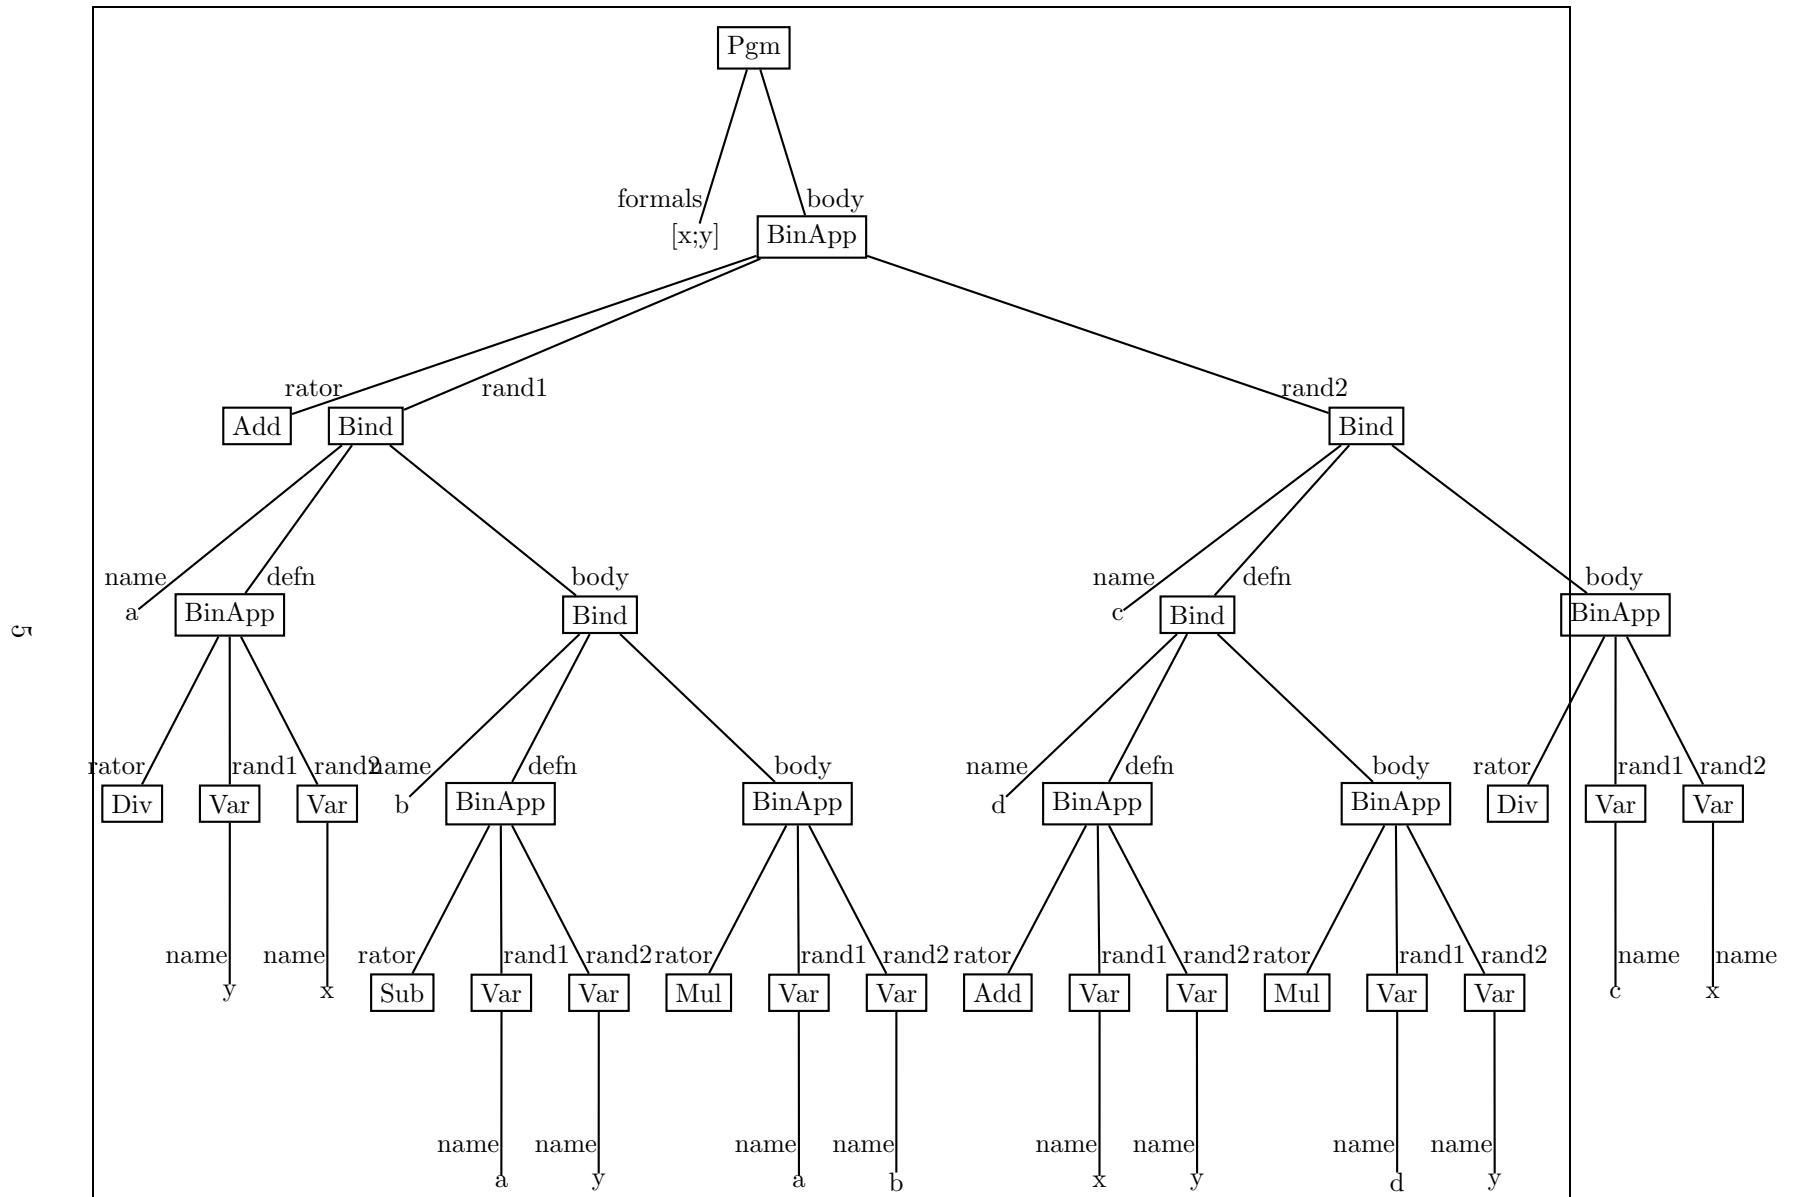 Pgm
formals body
[x;y] BinApp
rator rand1 rand2
Add Bind Bind
name defn body name defn body
a BinApp Bind c Bind BinApp
5
rator rand1 rand2 name defn body name defn body rator rand1 rand2
Div Var Var b BinApp BinApp d BinApp BinApp Div Var Var
name name rator rand1 rand2 rator rand1 rand2 rator rand1 rand2 rator rand1 rand2 name name
y x Sub Var Var Mul Var Var Add Var Var Mul Var Var c x
name name name name name name name name
a y a b x y d y